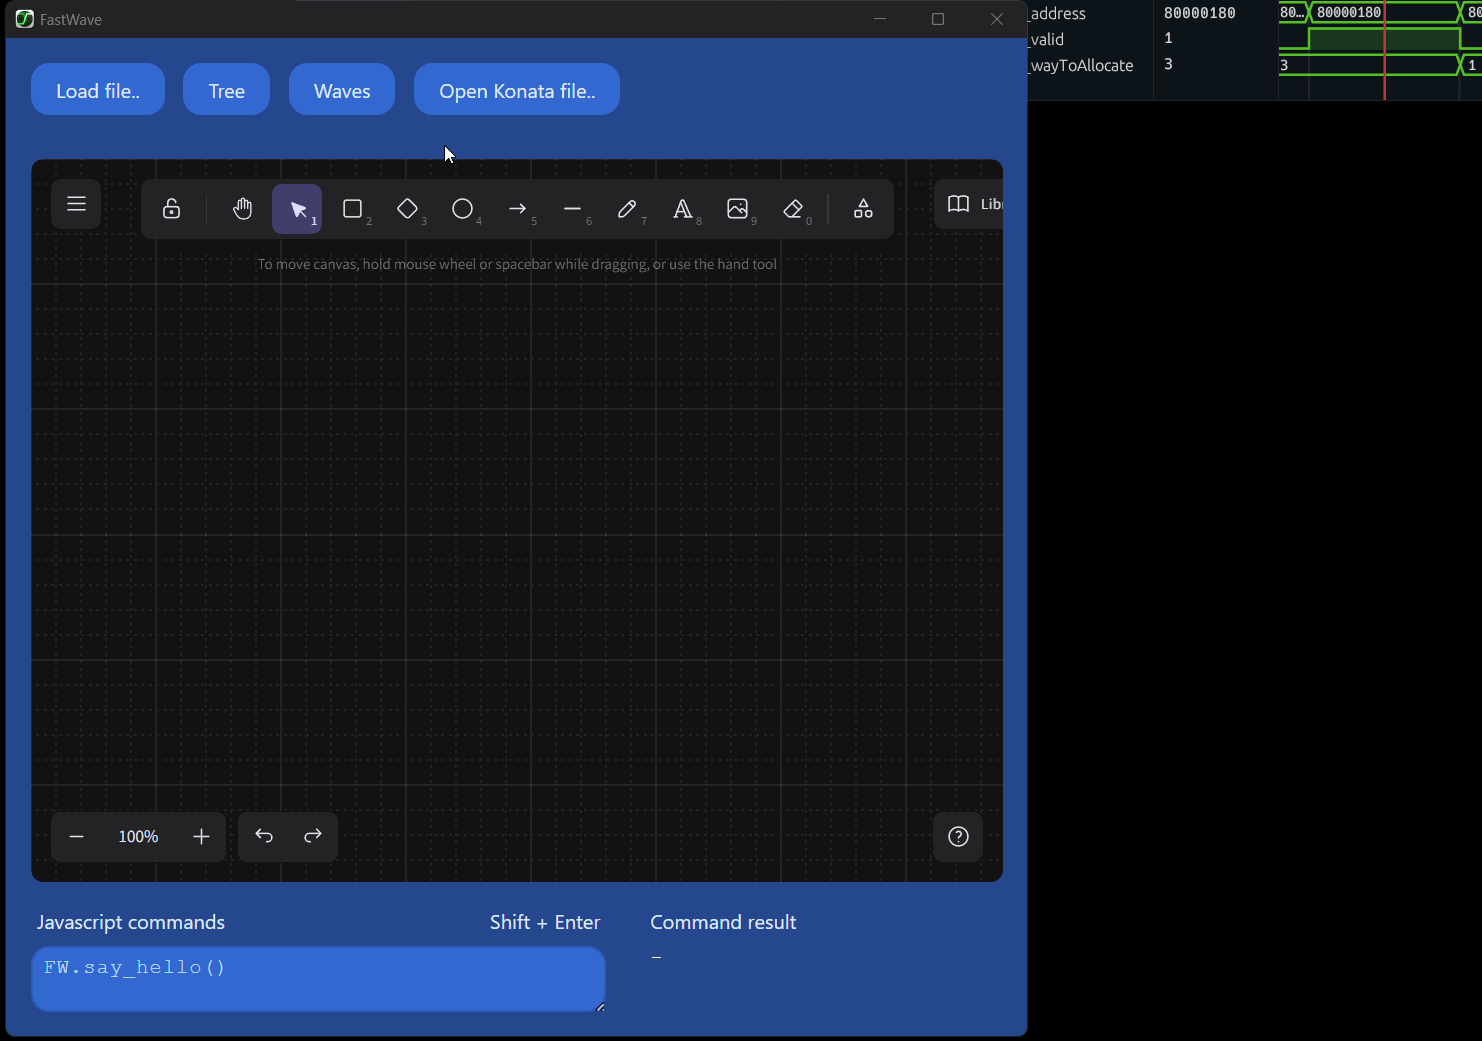 FastWave
_address 80000180 80... 80000180 80
_valid 1
_wayToAllocate 3 3 1
Load file.. Tree Waves Open Konata file..
1 2 3 4 5 6 7 8 9 0
Lib
To move canvas, hold mouse wheel or spacebar while dragging, or use the hand tool
100%
Javascript commands Shift + Enter Command result
FW.say_hello() –